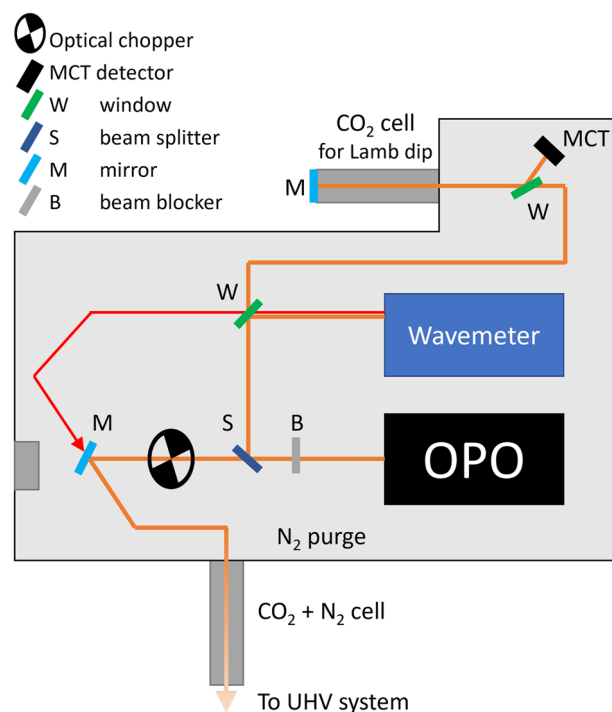 Optical chopper
MCT detector
W window
S beam splitter
M mirror
B beam blocker
CO₂ cell
for Lamb dip
MCT
M
W
W
Wavemeter
M
S
B
OPO
N₂ purge
CO₂ + N₂ cell
To UHV system